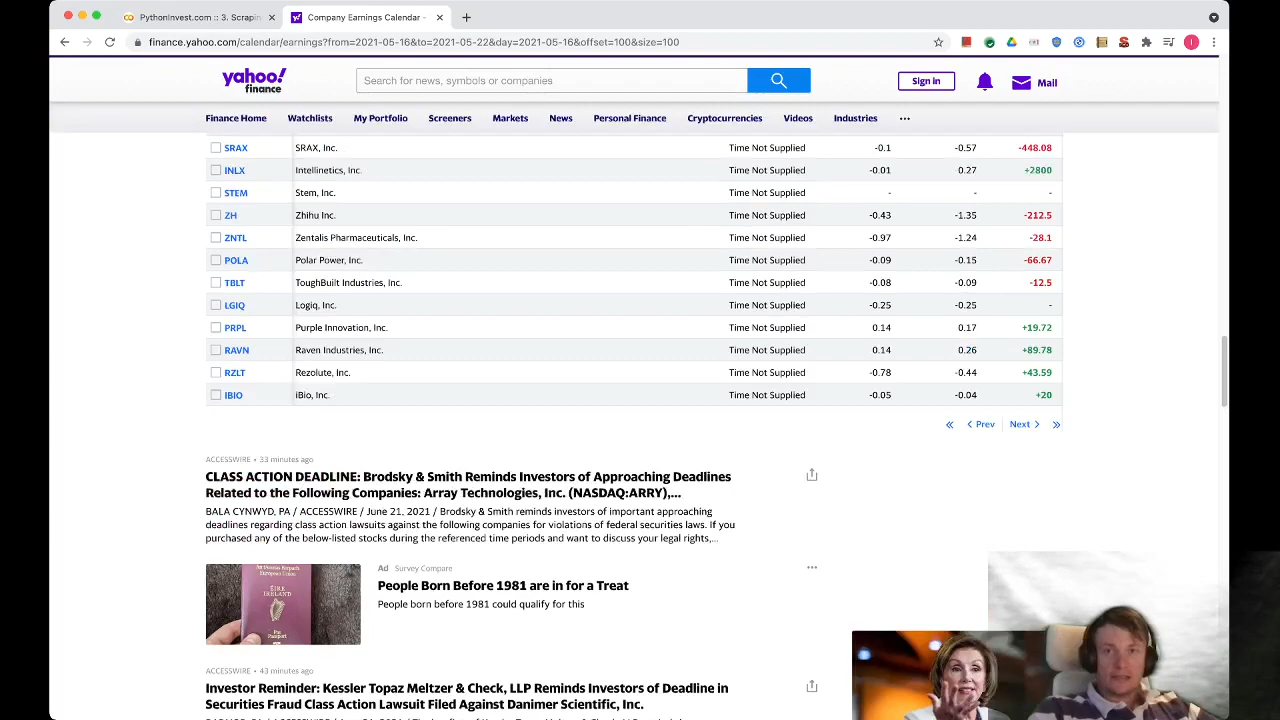 PythonInvest.com :: 3. Scrapin
Company Earnings Calendar -
finance.yahoo.com/calendar/earnings?from=2021-05-16&to=2021-05-22&day=2021-05-16&offset=100&size=100
yahoo!
finance
Search for news, symbols or companies
Sign in
Mail
Finance Home Watchlists My Portfolio Screeners Markets News Personal Finance Cryptocurrencies Videos Industries ...
SRAX SRAX, Inc. Time Not Supplied -0.1 -0.57 -448.08
INLX Intellinetics, Inc. Time Not Supplied -0.01 0.27 +2800
STEM Stem, Inc. Time Not Supplied - - -
ZH Zhihu Inc. Time Not Supplied -0.43 -1.35 -212.5
ZNTL Zentalis Pharmaceuticals, Inc. Time Not Supplied -0.97 -1.24 -28.1
POLA Polar Power, Inc. Time Not Supplied -0.09 -0.15 -66.67
TBLT ToughBuilt Industries, Inc. Time Not Supplied -0.08 -0.09 -12.5
LGIQ Logiq, Inc. Time Not Supplied -0.25 -0.25 -
PRPL Purple Innovation, Inc. Time Not Supplied 0.14 0.17 +19.72
RAVN Raven Industries, Inc. Time Not Supplied 0.14 0.26 +89.78
RZLT Rezolute, Inc. Time Not Supplied -0.78 -0.44 +43.59
IBIO iBio, Inc. Time Not Supplied -0.05 -0.04 +20
Prev Next
ACCESSWIRE • 33 minutes ago
CLASS ACTION DEADLINE: Brodsky & Smith Reminds Investors of Approaching Deadlines
Related to the Following Companies: Array Technologies, Inc. (NASDAQ:ARRY),...
BALA CYNWYD, PA / ACCESSWIRE / June 21, 2021 / Brodsky & Smith reminds investors of important approaching
deadlines regarding class action lawsuits against the following companies for violations of federal securities laws. If you
purchased any of the below-listed stocks during the referenced time periods and want to discuss your legal rights,...
ÉIRE
IRELAND
Pas
Passport
Ad Survey Compare
People Born Before 1981 are in for a Treat
People born before 1981 could qualify for this
ACCESSWIRE • 43 minutes ago
Investor Reminder: Kessler Topaz Meltzer & Check, LLP Reminds Investors of Deadline in
Securities Fraud Class Action Lawsuit Filed Against Danimer Scientific, Inc.